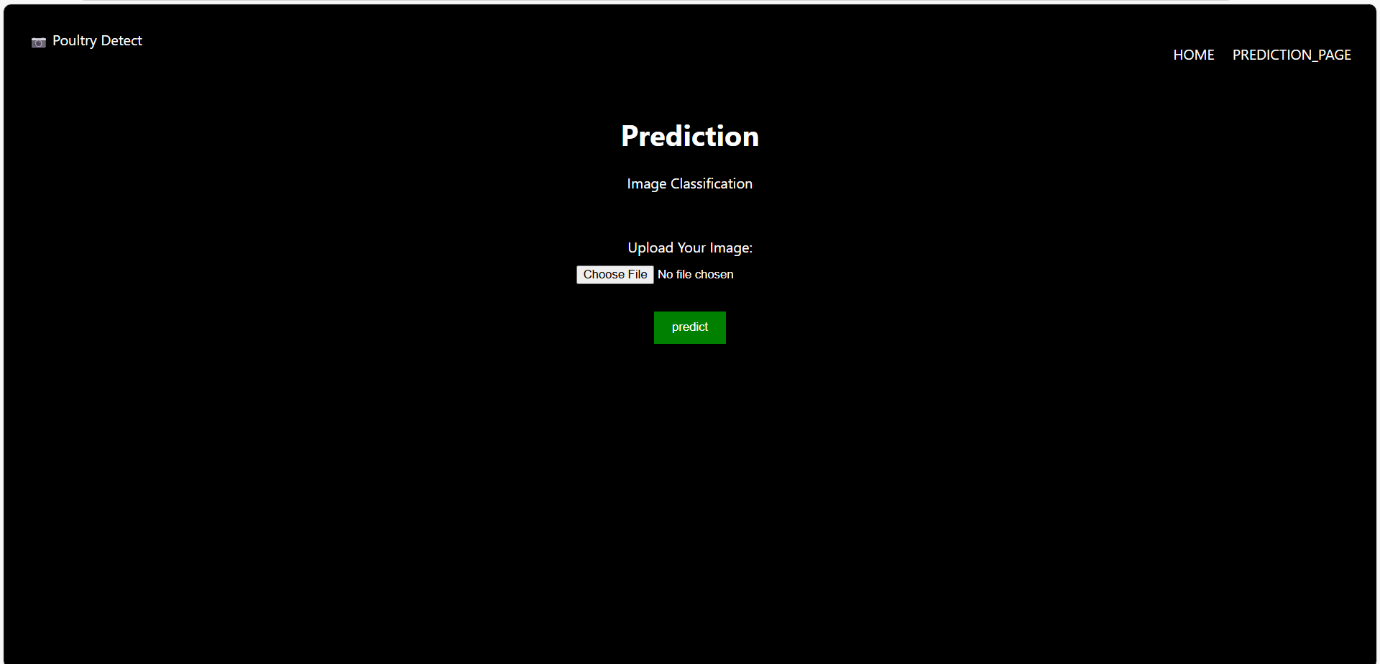 Poultry Detect
HOME PREDICTION_PAGE
Prediction
Image Classification
Upload Your Image:
Choose File No file chosen
predict